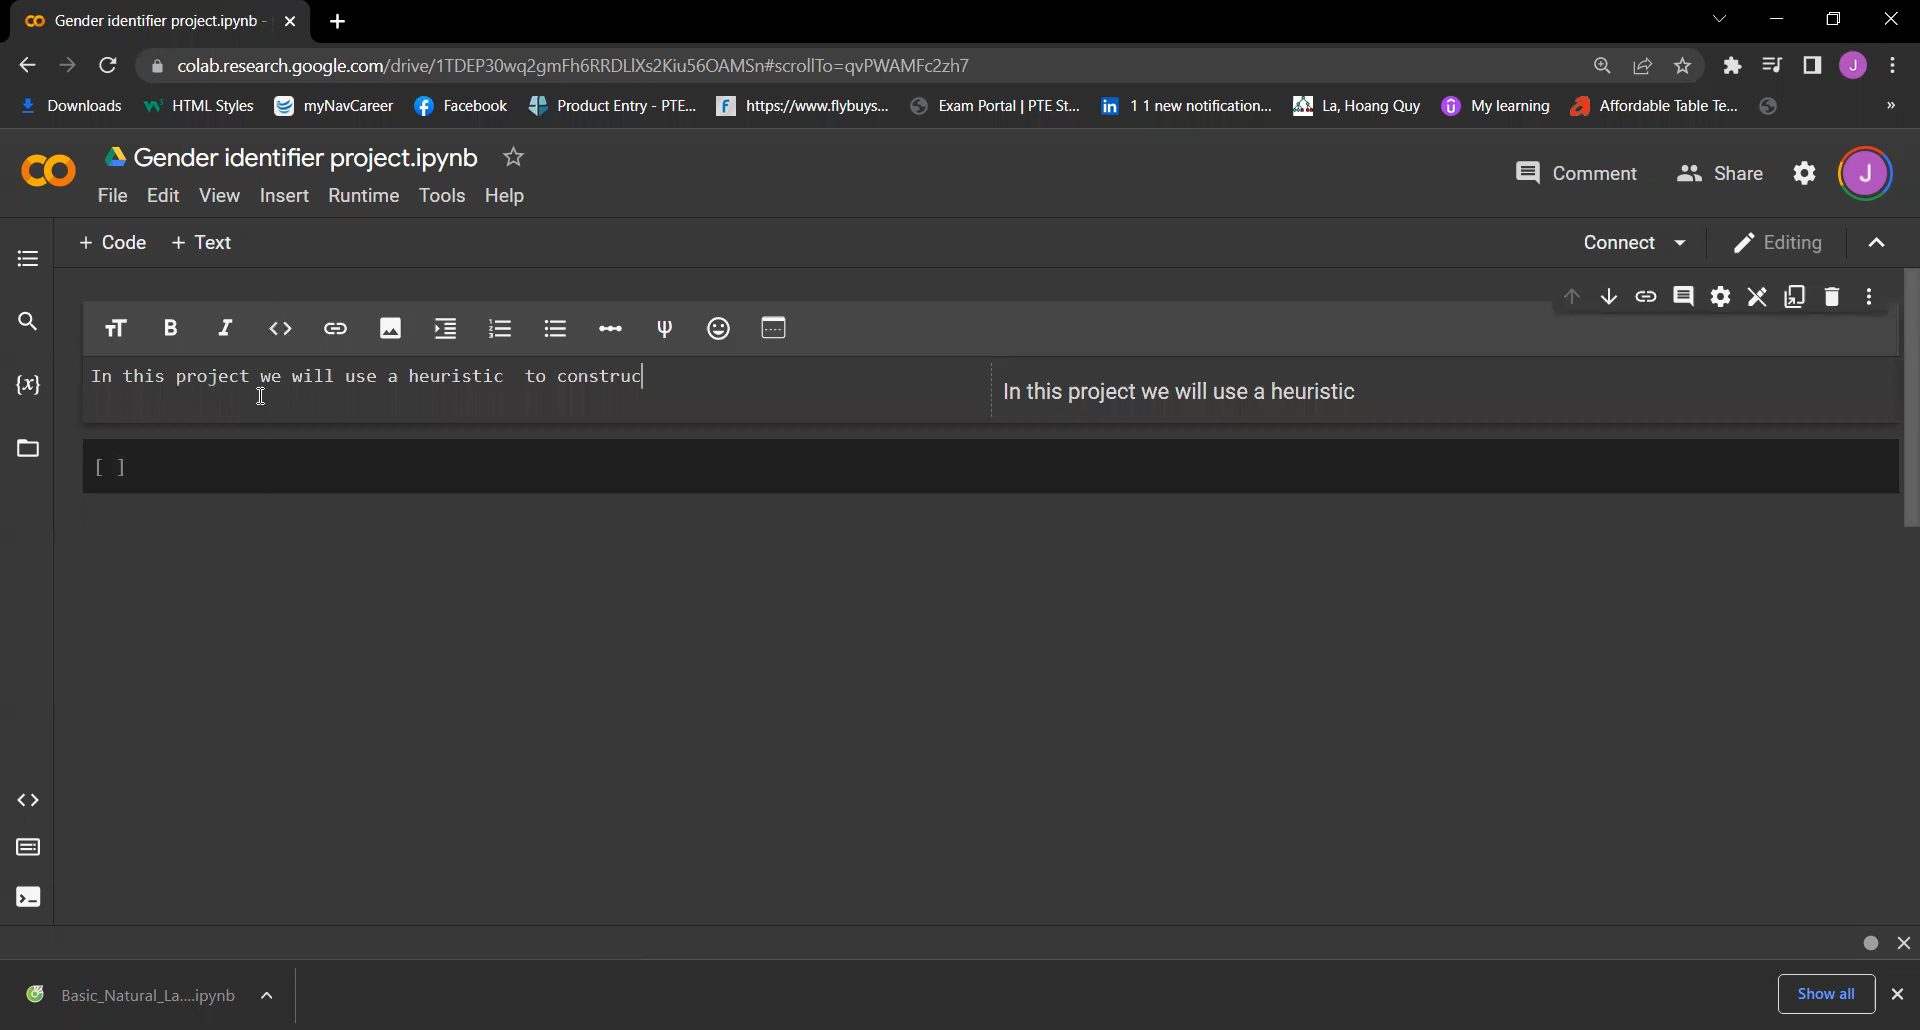 Gender identifier project.ipynb -
colab.research.google.com/drive/1TDEP30wq2gmFh6RRDLlXs2Kiu56OAMSn#scrollTo=qvPWAMFc2zh7
J
Downloads HTML Styles myNavCareer Facebook Product Entry - PTE... https://www.flybuys... Exam Portal | PTE St... 1 1 new notification... La, Hoang Quy My learning Affordable Table Te... »
Gender identifier project.ipynb
Comment Share J
File Edit View Insert Runtime Tools Help
+ Code + Text Connect Editing
In this project we will use a heuristic  to construc
In this project we will use a heuristic
[ ]
Basic_Natural_La....ipynb Show all